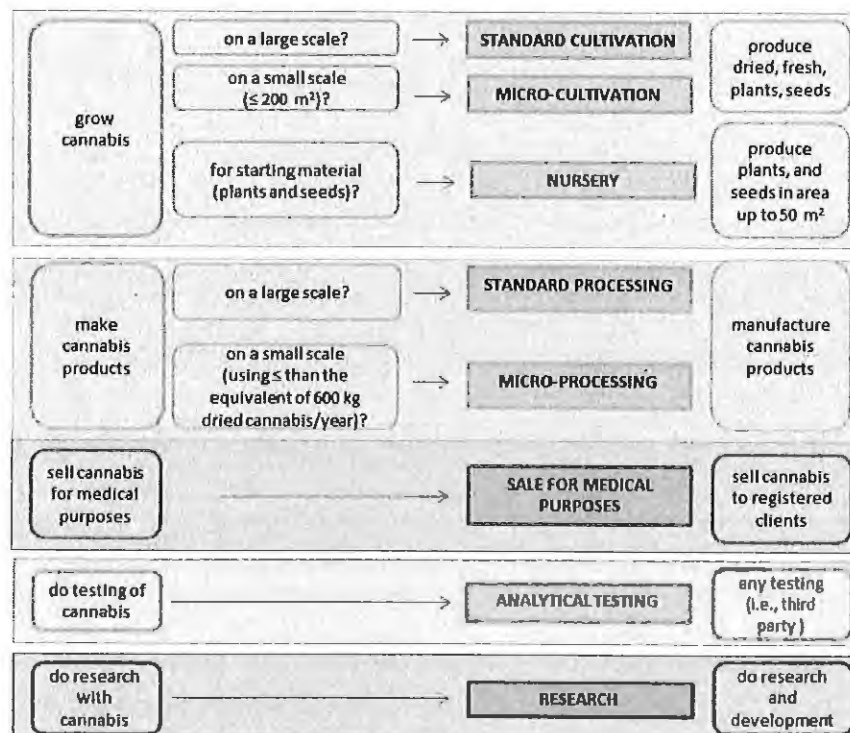 grow
cannabis
on a large scale?
STANDARD CULTIVATION
on a small scale
(≤ 200 m²)?
MICRO-CULTIVATION
produce
dried, fresh,
plants, seeds
for starting material
(plants and seeds)?
NURSERY
produce
plants, and
seeds in area
up to 50 m²
make
cannabis
products
on a large scale?
STANDARD PROCESSING
on a small scale
(using ≤ than the
equivalent of 600 kg
dried cannabis/year)?
MICRO-PROCESSING
manufacture
cannabis
products
sell cannabis
for medical
purposes
SALE FOR MEDICAL
PURPOSES
sell cannabis
to registered
clients
do testing of
cannabis
ANALYTICAL TESTING
any testing
(i.e., third
party )
do research
with
cannabis
RESEARCH
do research
and
development